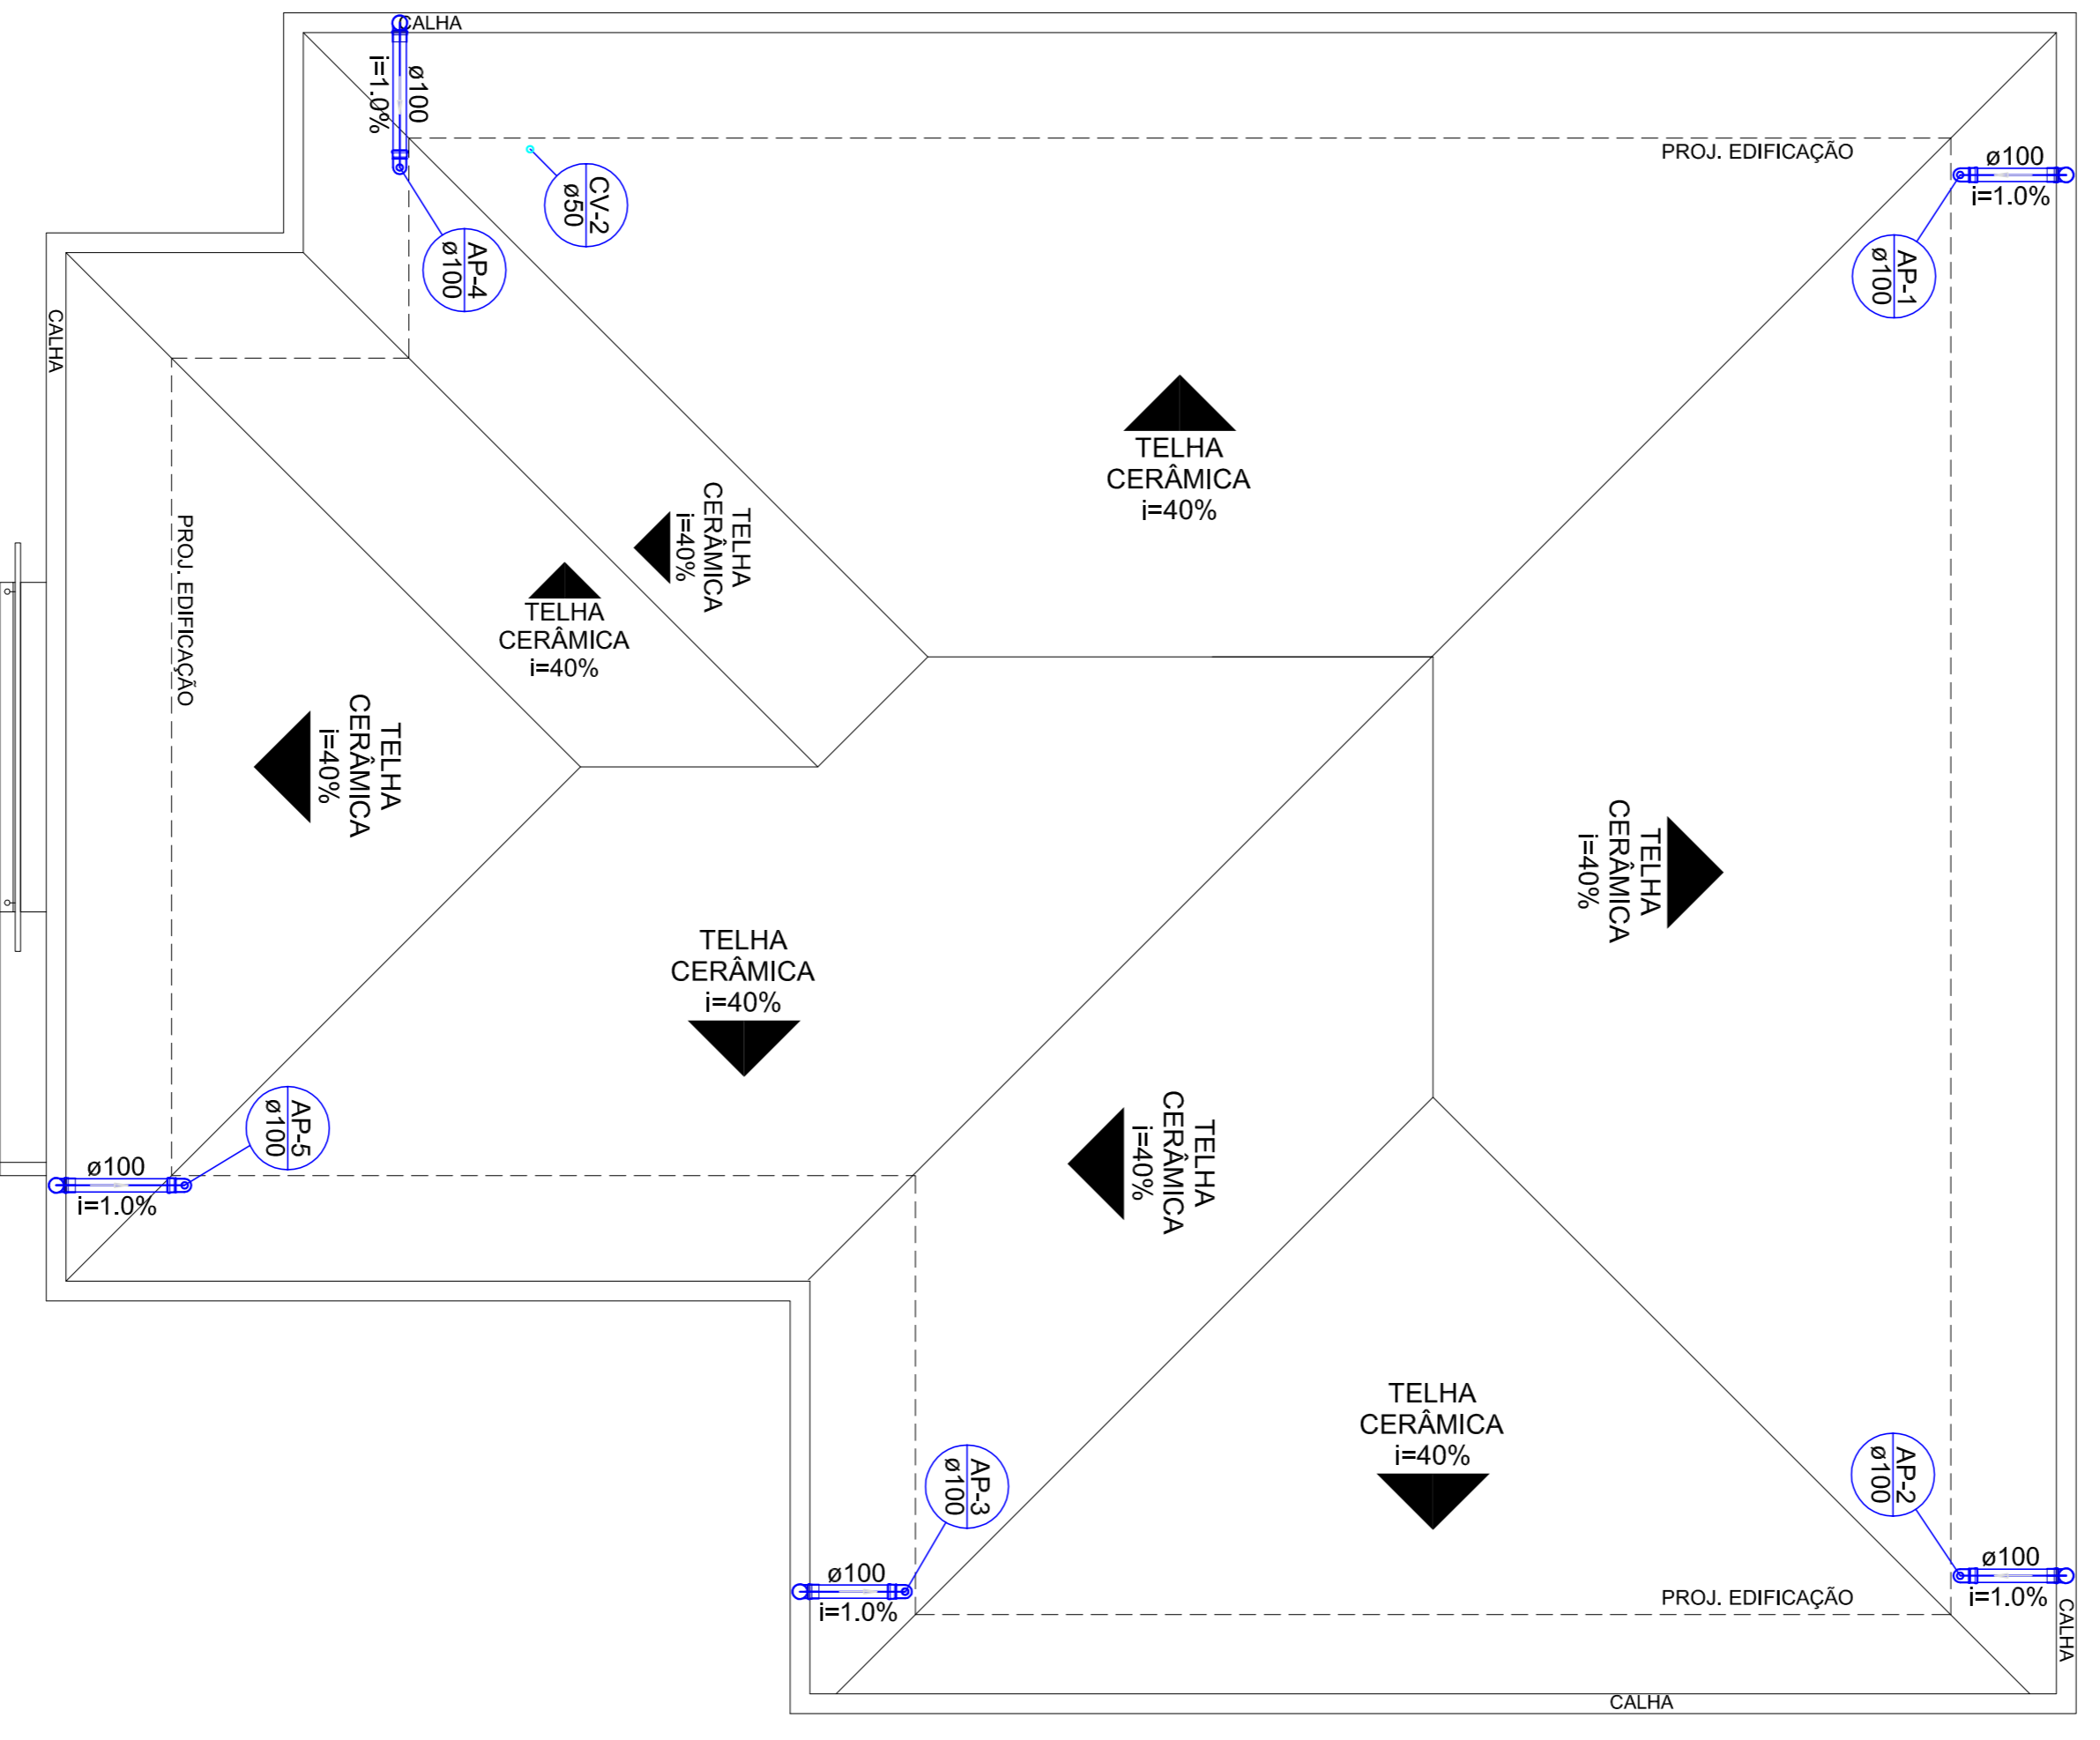 CALHA
ø100
i=1.0%
CV-2
ø50
AP-4
ø100
PROJ. EDIFICAÇÃO
ø100
i=1.0%
AP-1
ø100
CALHA
TELHA
CERÂMICA
i=40%
TELHA
CERÂMICA
i=40%
TELHA
CERÂMICA
i=40%
PROJ. EDIFICAÇÃO
TELHA
CERÂMICA
i=40%
TELHA
CERÂMICA
i=40%
TELHA
CERÂMICA
i=40%
AP-5
ø100
ø100
i=1.0%
TELHA
CERÂMICA
i=40%
TELHA
CERÂMICA
i=40%
AP-3
ø100
ø100
i=1.0%
AP-2
ø100
ø100
i=1.0%
PROJ. EDIFICAÇÃO
CALHA
CALHA